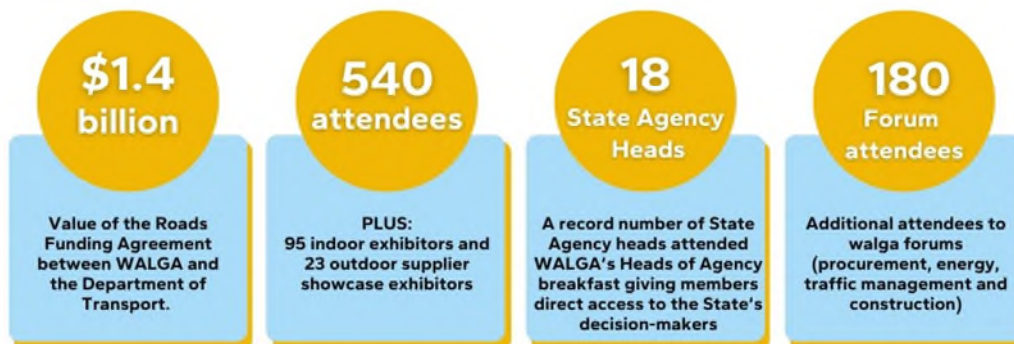 $1.4
billion
Value of the Roads
Funding Agreement
between WALGA and
the Department of
Transport.
540
attendees
PLUS:
95 indoor exhibitors and
23 outdoor supplier
showcase exhibitors
18
State Agency
Heads
A record number of State
Agency heads attended
WALGA's Heads of Agency
breakfast giving members
direct access to the State's
decision-makers
180
Forum
attendees
Additional attendees to
walga forums
(procurement, energy,
traffic management and
construction)